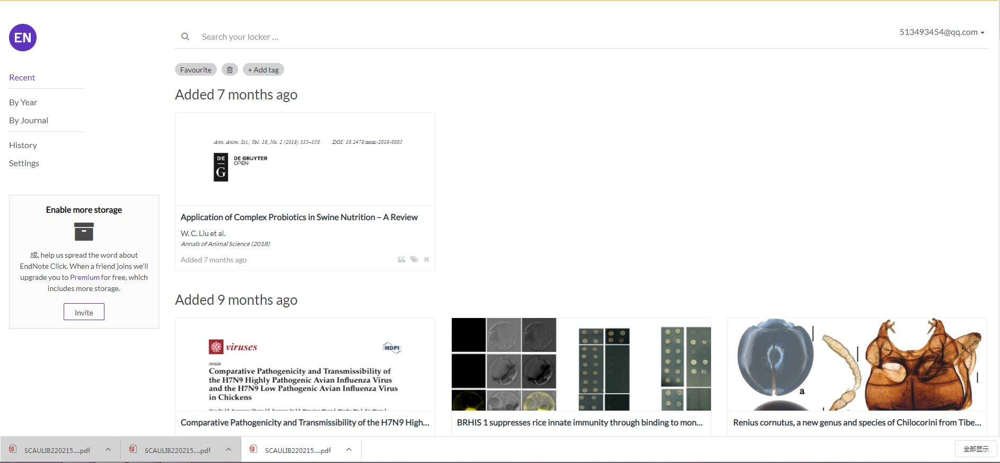 EN
Search your locker ...
513493454@qq.com
Recent
By Year
By Journal
History
Settings
Enable more storage
成, help us spread the word about
EndNote Click. When a friend joins we'll
upgrade you to Premium for free, which
includes more storage.
Invite
Favourite
+ Add tag
Added 7 months ago
Ann. Anim. Sci., Vol. 18, No. 2 (2018) 335–350 DOI: 10.2478/aoas-2018-0005
DE
G
DE GRUYTER
OPEN
Application of Complex Probiotics in Swine Nutrition – A Review
W. C. Liu et al.
Annals of Animal Science (2018)
Added 7 months ago
Added 9 months ago
viruses
MDPI
Article
Comparative Pathogenicity and Transmissibility of
the H7N9 Highly Pathogenic Avian Influenza Virus
and the H7N9 Low Pathogenic Avian Influenza Virus
in Chickens
Comparative Pathogenicity and Transmissibility of the H7N9 High...
BRHIS 1 suppresses rice innate immunity through binding to mon...
a
Renius cornutus, a new genus and species of Chilocorini from Tibe...
SCAULIB220215....pdf
SCAULIB220215....pdf
SCAULIB220215....pdf
全部显示